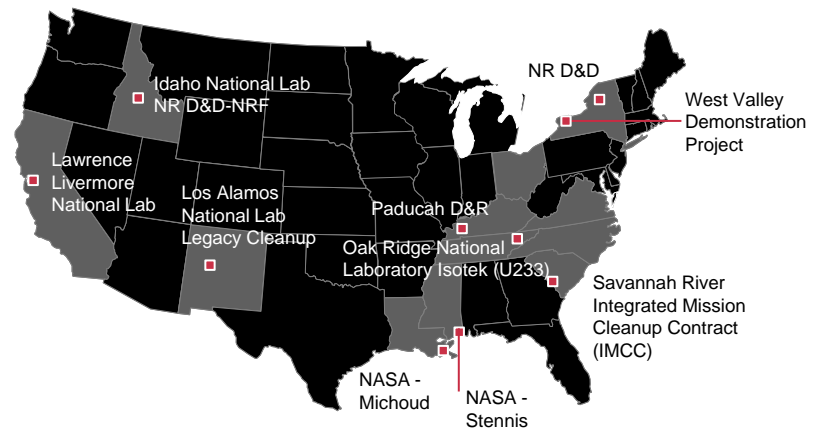 NR D&D
Idaho National Lab
NR D&D-NRF
West Valley
Demonstration
Project
Lawrence
Livermore
National Lab
Los Alamos
National Lab
Legacy Cleanup
Paducah D&R
Oak Ridge National
Laboratory Isotek (U233)
Savannah River
Integrated Mission
Cleanup Contract
(IMCC)
NASA -
Michoud
NASA -
Stennis